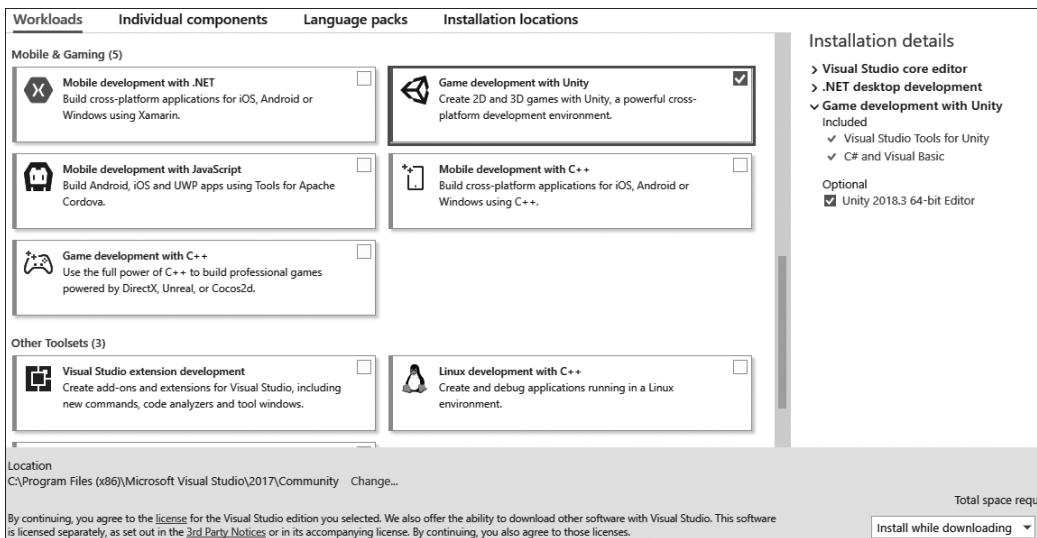 Workloads Individual components Language packs Installation locations
Mobile & Gaming (5)
Mobile development with .NET
Build cross-platform applications for iOS, Android or
Windows using Xamarin.
Game development with Unity
Create 2D and 3D games with Unity, a powerful cross-
platform development environment.
Mobile development with JavaScript
Build Android, iOS and UWP apps using Tools for Apache
Cordova.
Mobile development with C++
Build cross-platform applications for iOS, Android or
Windows using C++.
Game development with C++
Use the full power of C++ to build professional games
powered by DirectX, Unreal, or Cocos2d.
Other Toolsets (3)
Visual Studio extension development
Create add-ons and extensions for Visual Studio, including
new commands, code analyzers and tool windows.
Linux development with C++
Create and debug applications running in a Linux
environment.
Installation details
Visual Studio core editor
.NET desktop development
Game development with Unity
Included
Visual Studio Tools for Unity
C# and Visual Basic
Optional
Unity 2018.3 64-bit Editor
Location
C:\Program Files (x86)\Microsoft Visual Studio\2017\Community Change...
Total space requ
By continuing, you agree to the license for the Visual Studio edition you selected. We also offer the ability to download other software with Visual Studio. This software
is licensed separately, as set out in the 3rd Party Notices or in its accompanying license. By continuing, you also agree to those licenses.
Install while downloading